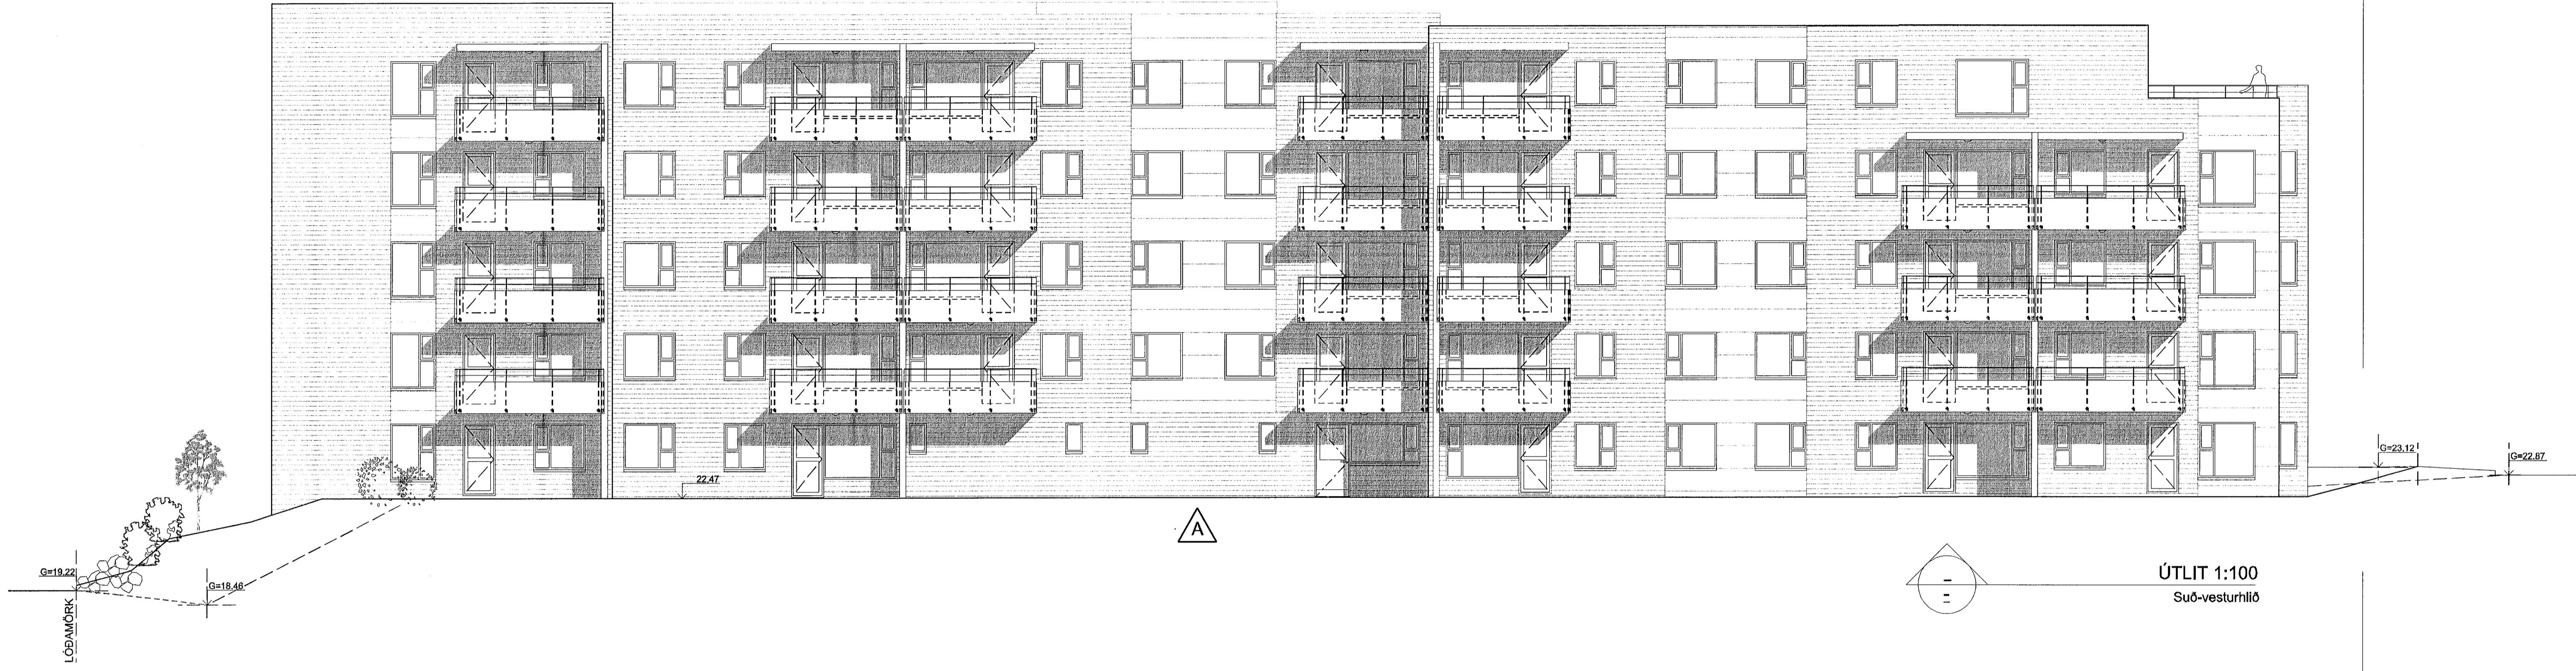 G=23,12
G=22.87
22.47
A
G=19.22
G=18.46
LÓÐAMÖRK
ÚTLIT 1:100
Suð-vesturhlið